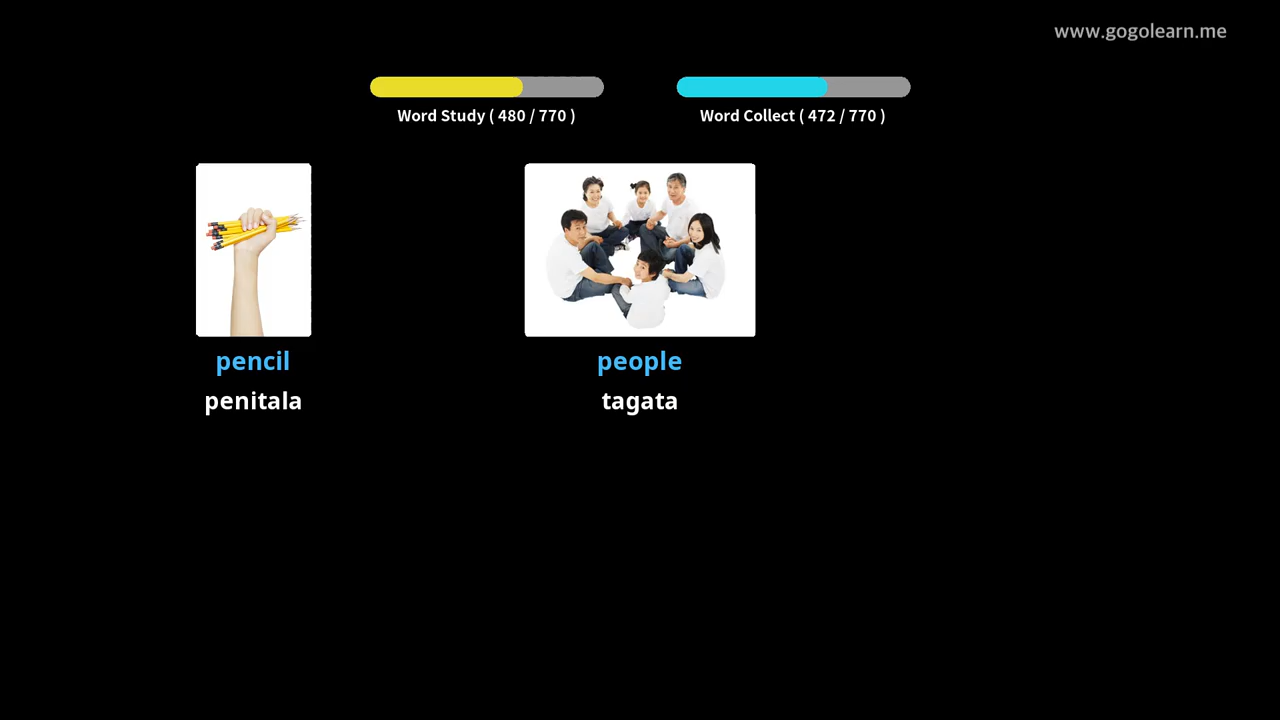 www.gogolearn.me
Word Study ( 480 / 770 )
Word Collect ( 472 / 770 )
pencil
penitala
people
tagata